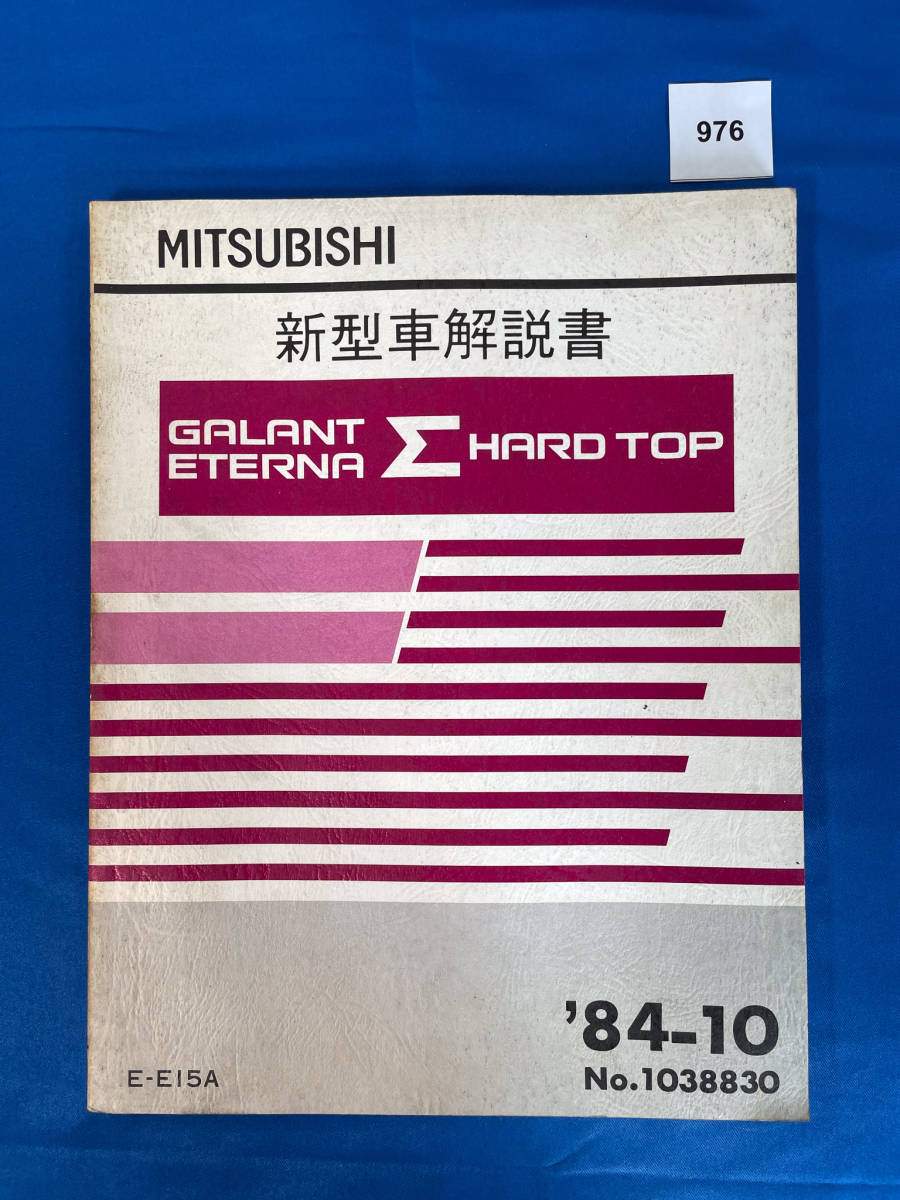 976
MITSUBISHI
新型車解説書
GALANT
ETERNA Σ HARD TOP
'84-10
E-E15A No.1038830